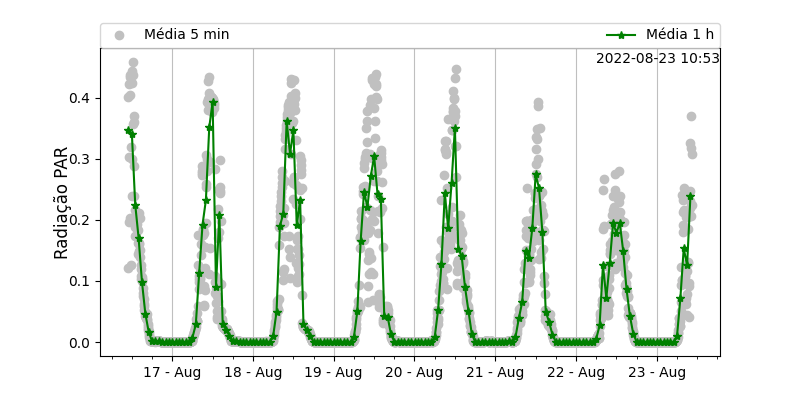 Média 5 min
Média 1 h
2022-08-23 10:53
Radiação PAR
0.4
0.3
0.2
0.1
0.0
17 - Aug
18 - Aug
19 - Aug
20 - Aug
21 - Aug
22 - Aug
23 - Aug